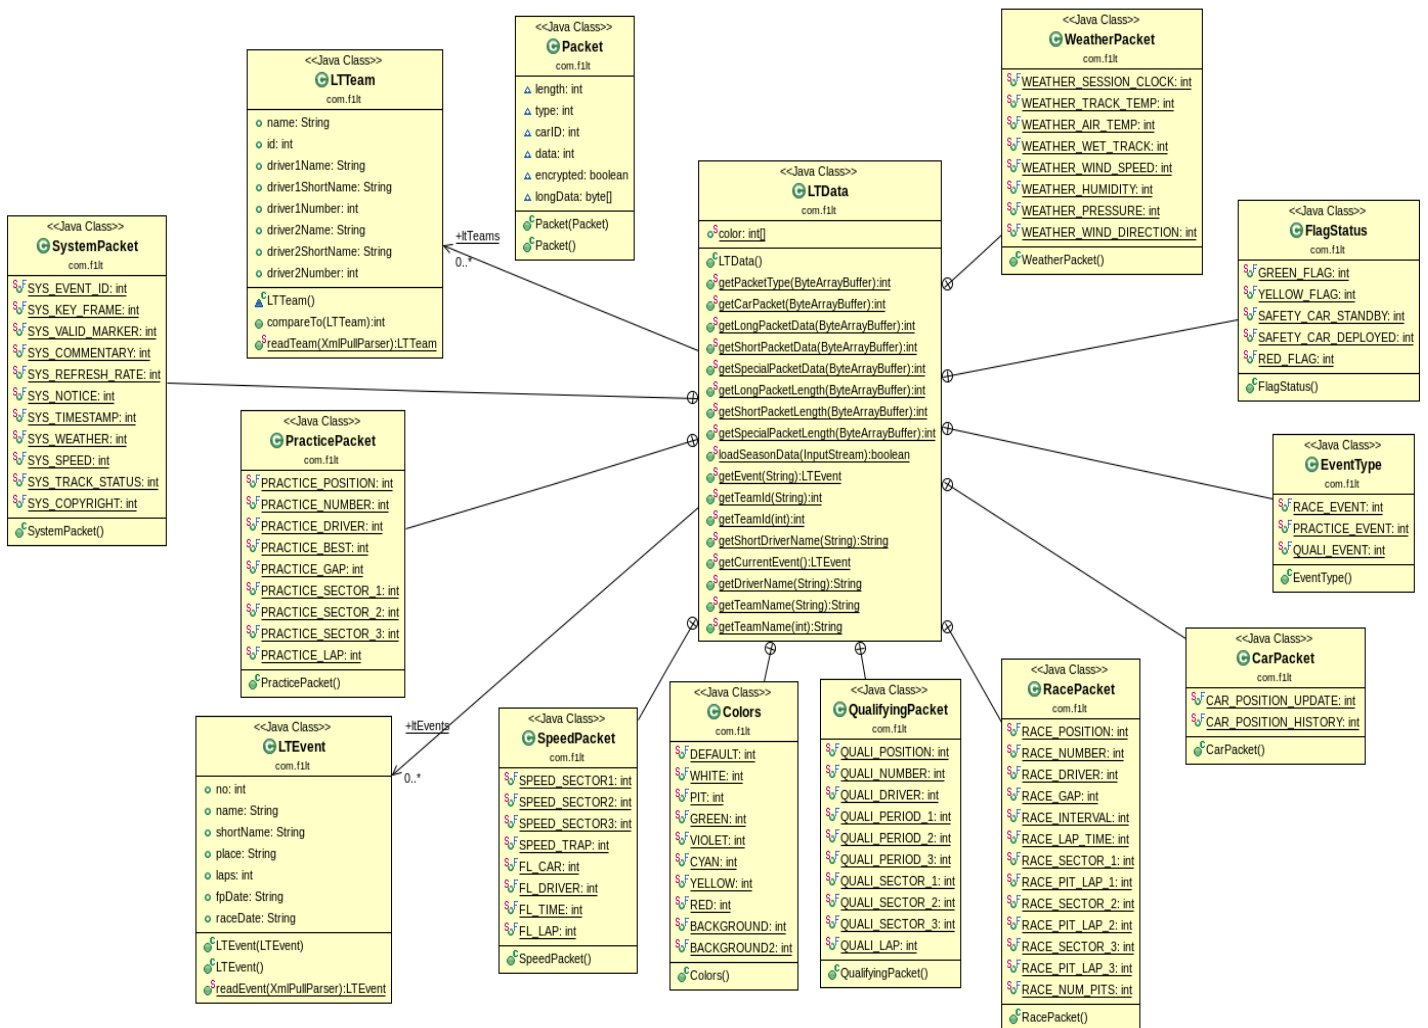 <<Java Class>>
Packet
com.f1lt
length: int
type: int
carID: int
data: int
encrypted: boolean
longData: byte[]
Packet(Packet)
Packet()
<<Java Class>>
WeatherPacket
com.f1lt
WEATHER_SESSION_CLOCK: int
WEATHER_TRACK_TEMP: int
WEATHER_AIR_TEMP: int
WEATHER_WET_TRACK: int
WEATHER_WIND_SPEED: int
WEATHER_HUMIDITY: int
WEATHER_PRESSURE: int
WEATHER_WIND_DIRECTION: int
WeatherPacket()
<<Java Class>>
LTTeam
com.f1lt
name: String
id: int
driver1Name: String
driver1ShortName: String
driver1Number: int
driver2Name: String
driver2ShortName: String
driver2Number: int
LTTeam()
compareTo(LTTeam):int
readTeam(XmlPullParser):LTTeam
+ltTeams
0..*
<<Java Class>>
LTData
com.f1lt
color: int[]
LTData()
getPacketType(ByteArrayBuffer):int
getCarPacket(ByteArrayBuffer):int
getLongPacketData(ByteArrayBuffer):int
getShortPacketData(ByteArrayBuffer):int
getSpecialPacketData(ByteArrayBuffer):int
getLongPacketLength(ByteArrayBuffer):int
getShortPacketLength(ByteArrayBuffer):int
getSpecialPacketLength(ByteArrayBuffer):int
loadSeasonData(InputStream):boolean
getEvent(String):LTEvent
getTeamId(String):int
getTeamId(int):int
getShortDriverName(String):String
getCurrentEvent():LTEvent
getDriverName(String):String
getTeamName(String):String
getTeamName(int):String
<<Java Class>>
FlagStatus
com.f1lt
GREEN_FLAG: int
YELLOW_FLAG: int
SAFETY_CAR_STANDBY: int
SAFETY_CAR_DEPLOYED: int
RED_FLAG: int
FlagStatus()
<<Java Class>>
SystemPacket
com.f1lt
SYS_EVENT_ID: int
SYS_KEY_FRAME: int
SYS_VALID_MARKER: int
SYS_COMMENTARY: int
SYS_REFRESH_RATE: int
SYS_NOTICE: int
SYS_TIMESTAMP: int
SYS_WEATHER: int
SYS_SPEED: int
SYS_TRACK_STATUS: int
SYS_COPYRIGHT: int
SystemPacket()
<<Java Class>>
PracticePacket
com.f1lt
PRACTICE_POSITION: int
PRACTICE_NUMBER: int
PRACTICE_DRIVER: int
PRACTICE_BEST: int
PRACTICE_GAP: int
PRACTICE_SECTOR_1: int
PRACTICE_SECTOR_2: int
PRACTICE_SECTOR_3: int
PRACTICE_LAP: int
PracticePacket()
<<Java Class>>
EventType
com.f1lt
RACE_EVENT: int
PRACTICE_EVENT: int
QUALI_EVENT: int
EventType()
<<Java Class>>
CarPacket
com.f1lt
CAR_POSITION_UPDATE: int
CAR_POSITION_HISTORY: int
CarPacket()
<<Java Class>>
LTEvent
com.f1lt
no: int
name: String
shortName: String
place: String
laps: int
fpDate: String
raceDate: String
LTEvent(LTEvent)
LTEvent()
readEvent(XmlPullParser):LTEvent
+ltEvents
0..*
<<Java Class>>
SpeedPacket
com.f1lt
SPEED_SECTOR1: int
SPEED_SECTOR2: int
SPEED_SECTOR3: int
SPEED_TRAP: int
FL_CAR: int
FL_DRIVER: int
FL_TIME: int
FL_LAP: int
SpeedPacket()
<<Java Class>>
Colors
com.f1lt
DEFAULT: int
WHITE: int
PIT: int
GREEN: int
VIOLET: int
CYAN: int
YELLOW: int
RED: int
BACKGROUND: int
BACKGROUND2: int
Colors()
<<Java Class>>
QualifyingPacket
com.f1lt
QUALI_POSITION: int
QUALI_NUMBER: int
QUALI_DRIVER: int
QUALI_PERIOD_1: int
QUALI_PERIOD_2: int
QUALI_PERIOD_3: int
QUALI_SECTOR_1: int
QUALI_SECTOR_2: int
QUALI_SECTOR_3: int
QUALI_LAP: int
QualifyingPacket()
<<Java Class>>
RacePacket
com.f1lt
RACE_POSITION: int
RACE_NUMBER: int
RACE_DRIVER: int
RACE_GAP: int
RACE_INTERVAL: int
RACE_LAP_TIME: int
RACE_SECTOR_1: int
RACE_PIT_LAP_1: int
RACE_SECTOR_2: int
RACE_PIT_LAP_2: int
RACE_SECTOR_3: int
RACE_PIT_LAP_3: int
RACE_NUM_PITS: int
RacePacket()